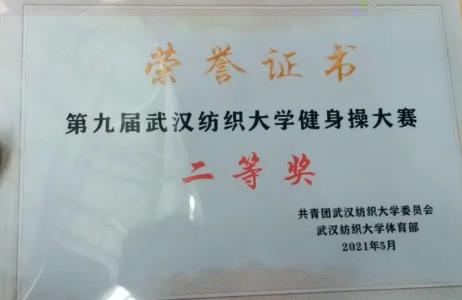 荣誉证书
第九届武汉纺织大学健身操大赛
二等奖
共青团武汉纺织大学委员会
武汉纺织大学体育部
2021年5月